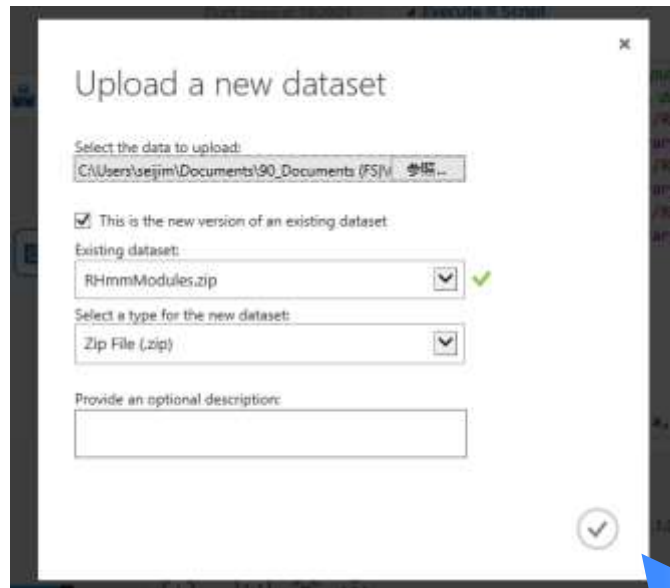 Execute R Script
Upload a new dataset
Select the data to upload:
C:\Users\seijim\Documents\90_Documents (FS)\ 参照...
This is the new version of an existing dataset
Existing dataset:
RHmmModules.zip
Select a type for the new dataset:
Zip File (.zip)
Provide an optional description: